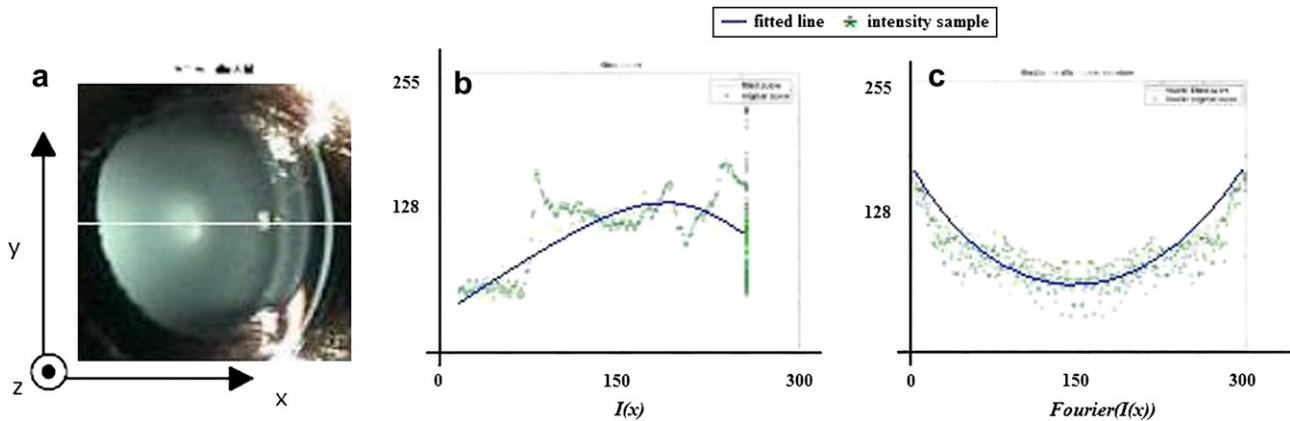 fitted line
intensity sample
a
y
z
x
b
255
128
0
150
300
I(x)
c
255
128
0
150
300
Fourier(I(x))